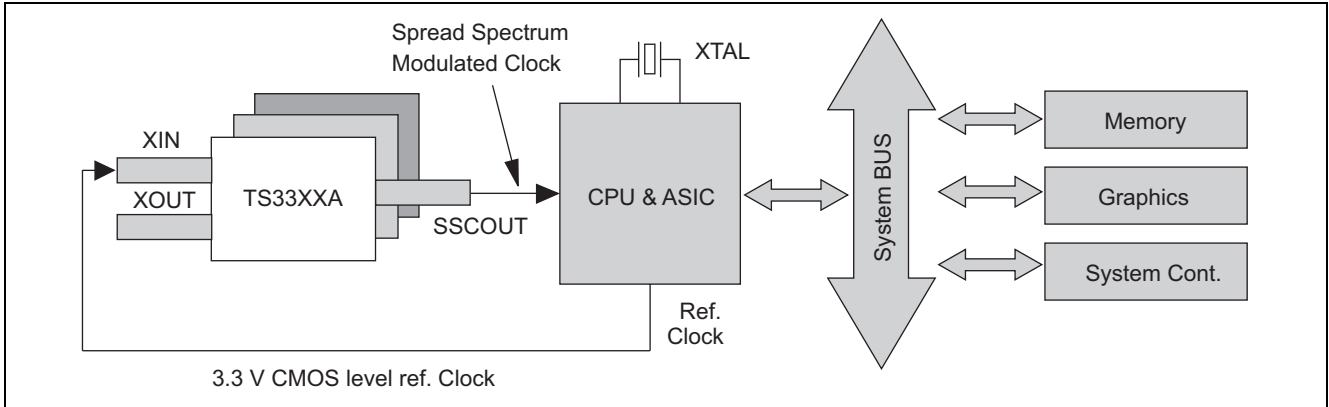 Spread Spectrum
Modulated Clock
XTAL
XIN
XOUT
TS33XXA
SSCOUT
CPU & ASIC
System BUS
Memory
Graphics
System Cont.
Ref.
Clock
3.3 V CMOS level ref. Clock